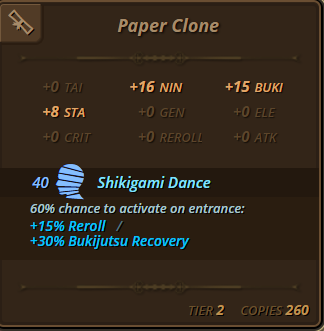 Paper Clone
+0 TAI +16 NIN +15 BUKI
+8 STA +0 GEN +0 ELE
+0 CRIT +0 REROLL +0 ATK
40 Shikigami Dance
60% chance to activate on entrance:
+15% Reroll /
+30% Bukijutsu Recovery
TIER 2 COPIES 260